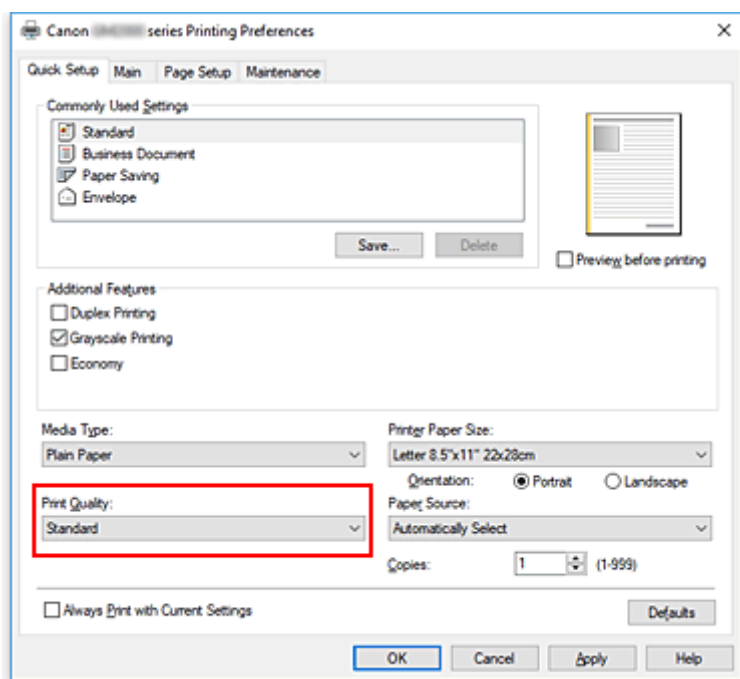 Canon series Printing Preferences
Quick Setup Main Page Setup Maintenance
Commonly Used Settings
Standard
Business Document
Paper Saving
Envelope
Save... Delete
Preview before printing
Additional Features
Duplex Printing
Grayscale Printing
Economy
Media Type:
Plain Paper
Printer Paper Size:
Letter 8.5"x11" 22x28cm
Orientation: Portrait Landscape
Print Quality:
Standard
Paper Source:
Automatically Select
Copies: 1 (1-999)
Always Print with Current Settings
Defaults
OK Cancel Apply Help